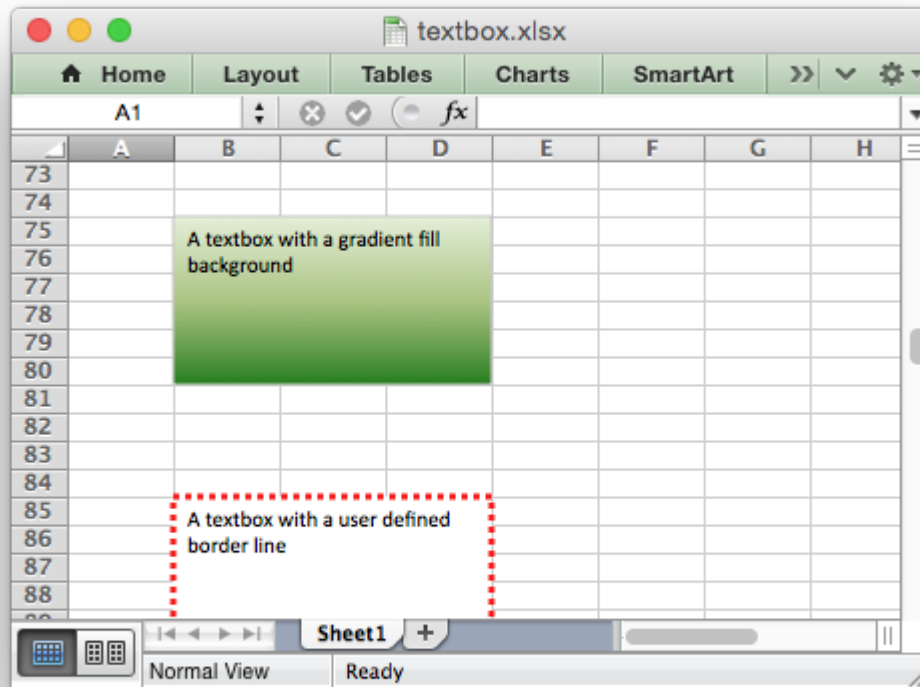 textbox.xlsx
Home Layout Tables Charts SmartArt
A1 fx
A B C D E F G H
73
74
75
76
77
78
79
80
81
82
83
84
85
86
87
88
89
A textbox with a gradient fill
background
A textbox with a user defined
border line
Sheet1
Normal View Ready